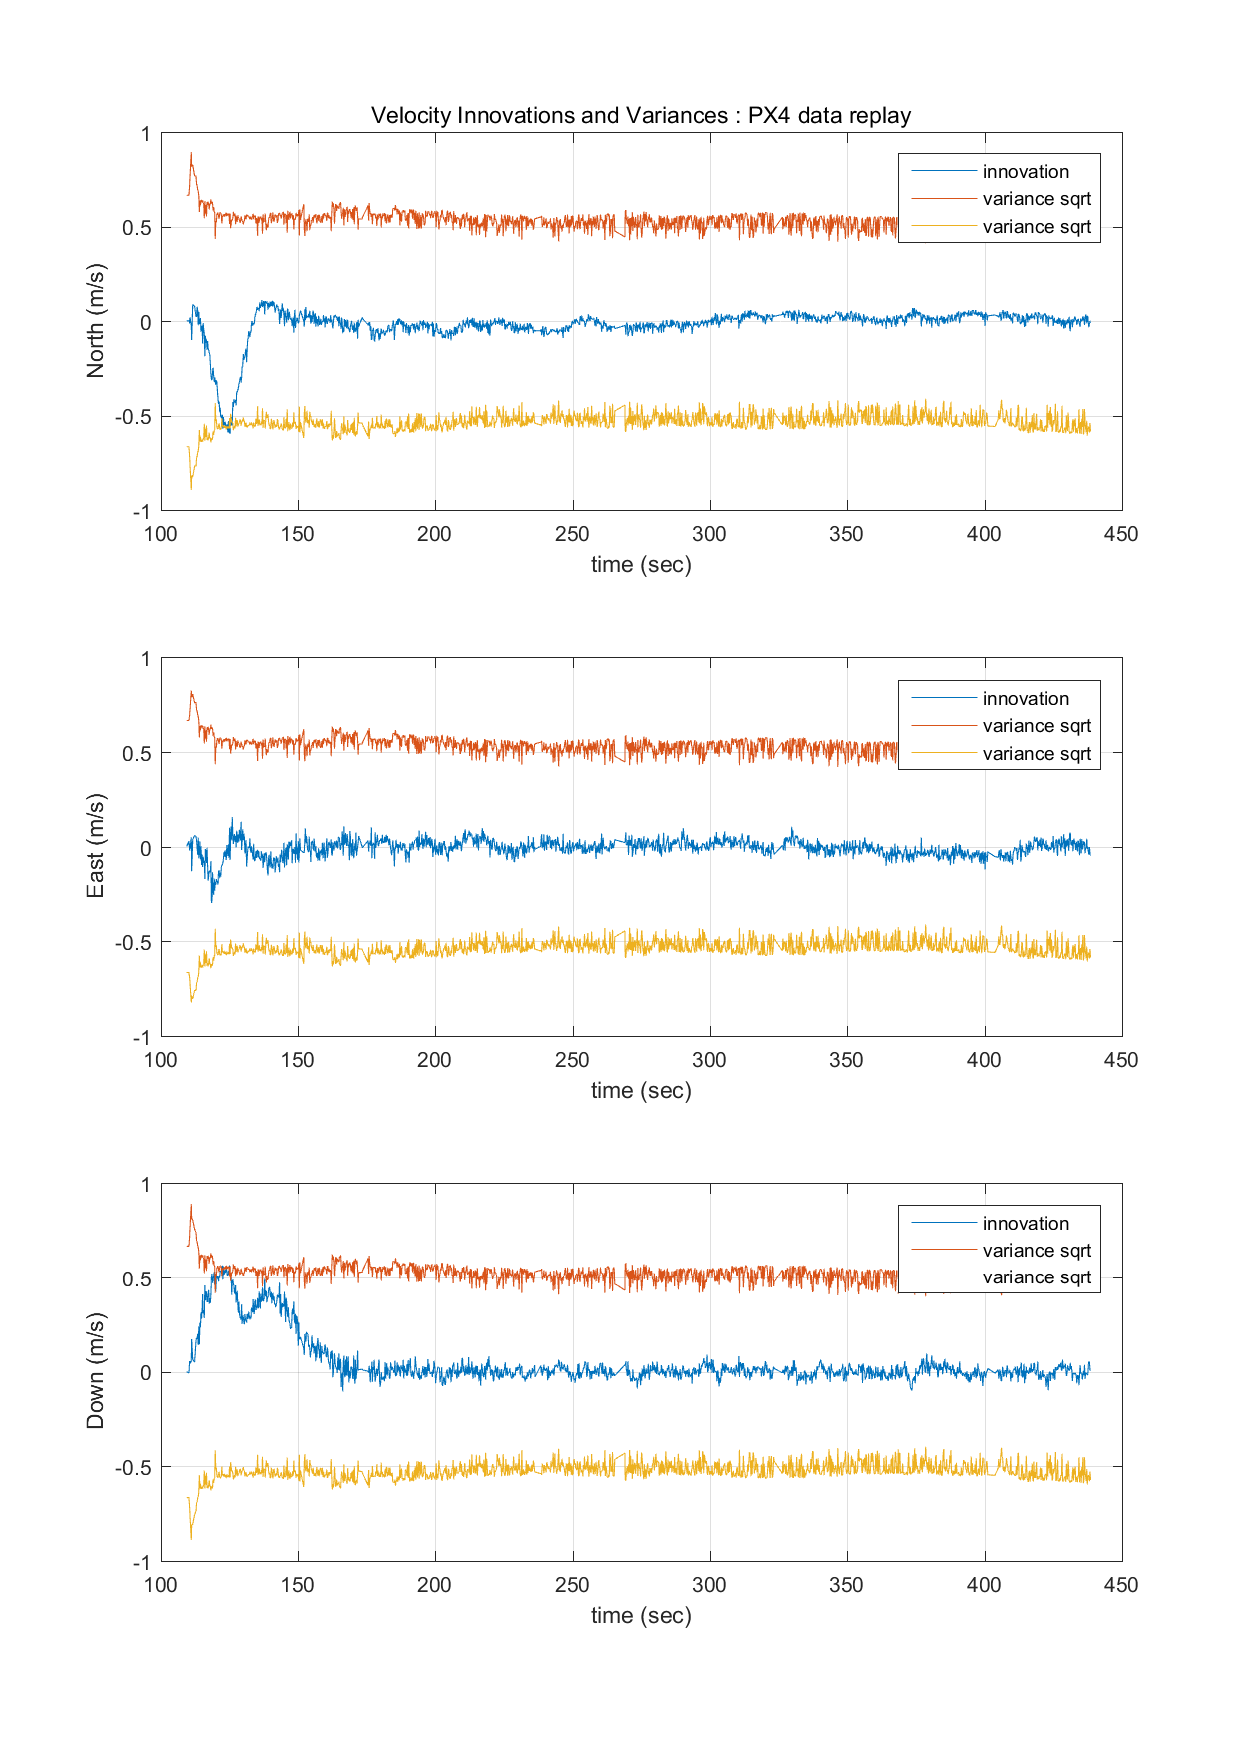 Velocity Innovations and Variances : PX4 data replay
1
0.5
0
-0.5
-1
North (m/s)
innovation
variance sqrt
variance sqrt
100 150 200 250 300 350 400 450
time (sec)
1
0.5
0
-0.5
-1
East (m/s)
innovation
variance sqrt
variance sqrt
100 150 200 250 300 350 400 450
time (sec)
1
0.5
0
-0.5
-1
Down (m/s)
innovation
variance sqrt
variance sqrt
100 150 200 250 300 350 400 450
time (sec)